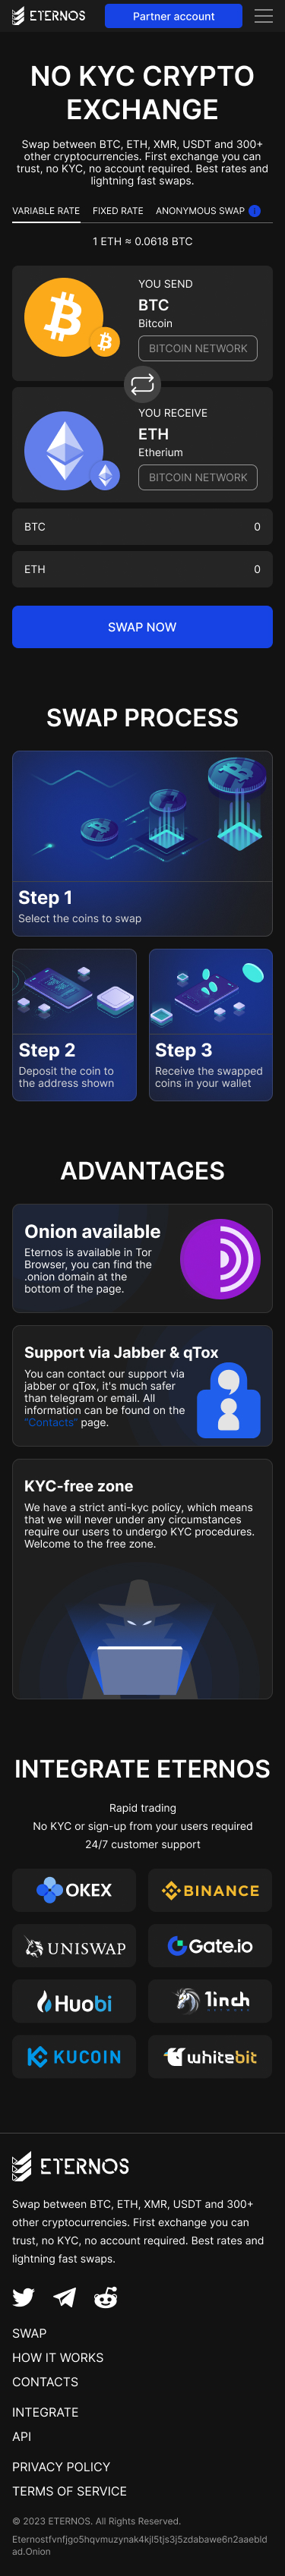 ETERNOS
Partner account
NO KYC CRYPTO
EXCHANGE
Swap between BTC, ETH, XMR, USDT and 300+
other cryptocurrencies. First exchange you can
trust, no KYC, no account required. Best rates and
lightning fast swaps.
VARIABLE RATE FIXED RATE ANONYMOUS SWAP i
1 ETH ≈ 0.0618 BTC
YOU SEND
BTC
Bitcoin
BITCOIN NETWORK
YOU RECEIVE
ETH
Etherium
BITCOIN NETWORK
BTC 0
ETH 0
SWAP NOW
SWAP PROCESS
Step 1
Select the coins to swap
Step 2
Deposit the coin to
the address shown
Step 3
Receive the swapped
coins in your wallet
ADVANTAGES
Onion available
Eternos is available in Tor
Browser, you can find the
.onion domain at the
bottom of the page.
Support via Jabber & qTox
You can contact our support via
jabber or qTox, it's much safer
than telegram or email. All
information can be found on the
"Contacts" page.
KYC-free zone
We have a strict anti-kyc policy, which means
that we will never under any circumstances
require our users to undergo KYC procedures.
Welcome to the free zone.
INTEGRATE ETERNOS
Rapid trading
No KYC or sign-up from your users required
24/7 customer support
OKEX
BINANCE
UNISWAP
Gate.io
Huobi
1inch
KUCOIN
whitebit
ETERNOS
Swap between BTC, ETH, XMR, USDT and 300+
other cryptocurrencies. First exchange you can
trust, no KYC, no account required. Best rates and
lightning fast swaps.
SWAP
HOW IT WORKS
CONTACTS
INTEGRATE
API
PRIVACY POLICY
TERMS OF SERVICE
© 2023 ETERNOS. All Rights Reserved.
Eternostfvnfjgo5hqvmuzynak4kjl5tjs3j5zdabawe6n2aaebld
ad.Onion